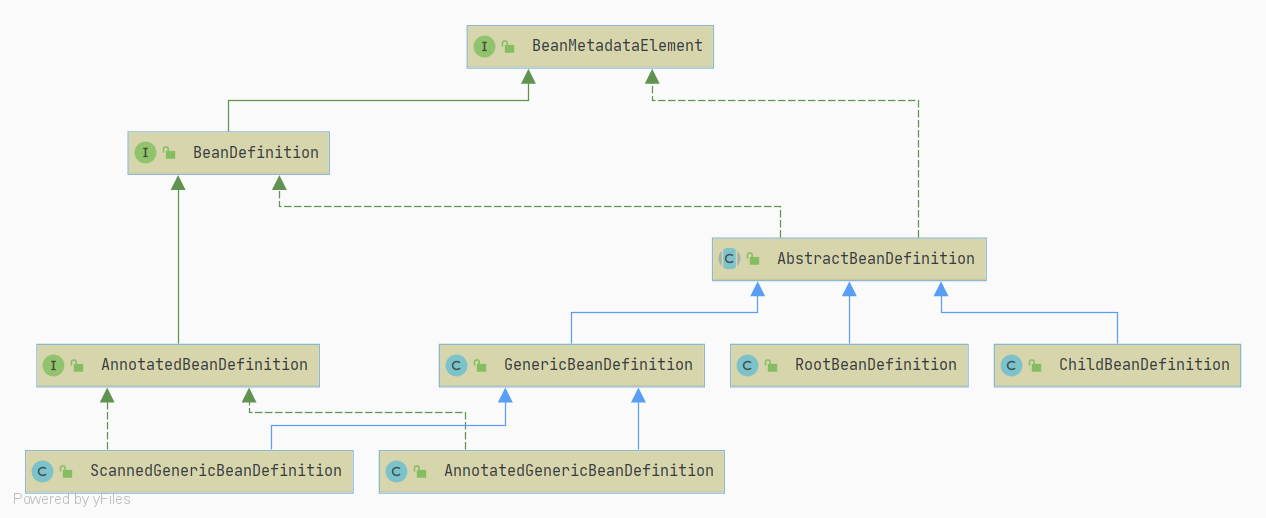 I BeanMetadataElement
I BeanDefinition
C AbstractBeanDefinition
I AnnotatedBeanDefinition
C GenericBeanDefinition
C RootBeanDefinition
C ChildBeanDefinition
C ScannedGenericBeanDefinition
C AnnotatedGenericBeanDefinition
Powered by yFiles